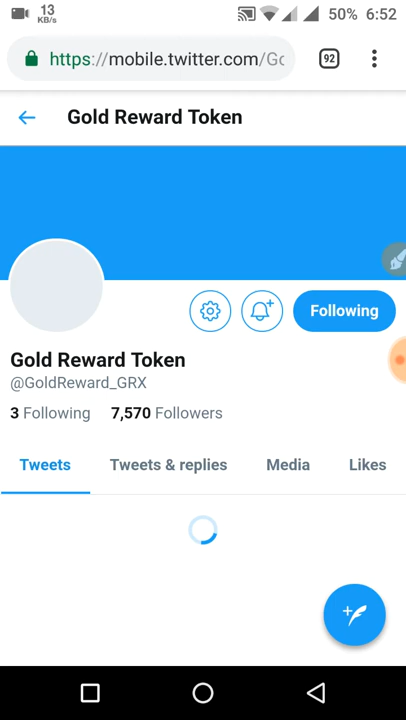 13
KB/s
50% 6:52
https://mobile.twitter.com/Go
92
Gold Reward Token
Following
Gold Reward Token
@GoldReward_GRX
3 Following 7,570 Followers
Tweets Tweets & replies Media Likes